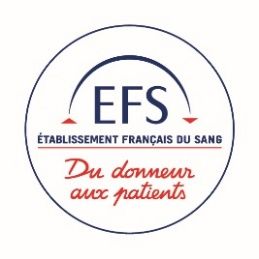 EFS
ÉTABLISSEMENT FRANÇAIS DU SANG
Du donneur
aux patients